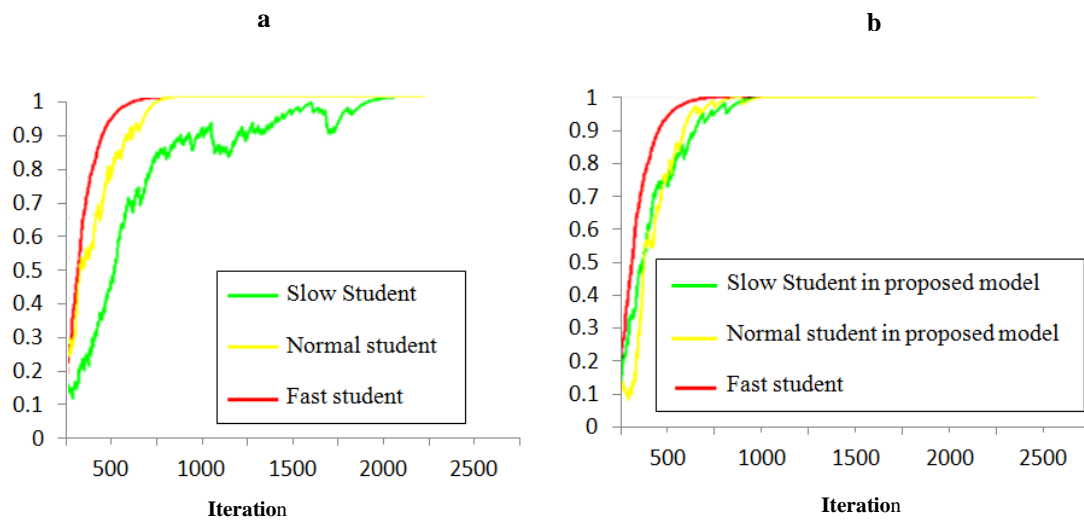 a
1
0.9
0.8
0.7
0.6
0.5
0.4
0.3
0.2
0.1
0
Slow Student
Normal student
Fast student
500 1000 1500 2000 2500
Iteration
b
1
0.9
0.8
0.7
0.6
0.5
0.4
0.3
0.2
0.1
0
Slow Student in proposed model
Normal student in proposed model
Fast student
500 1000 1500 2000 2500
Iteration